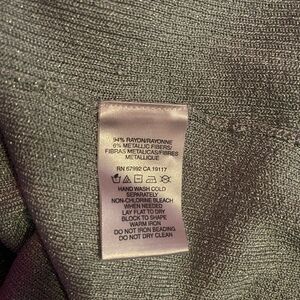 94% RAYON/RAYONNE
6% METALLIC FIBERS/
FIBRAS METALICAS/FIBRES
METALLIQUE
RN 67992 CA 19117
HAND WASH COLD
SEPARATELY
NON-CHLORINE BLEACH
WHEN NEEDED
LAY FLAT TO DRY
BLOCK TO SHAPE
WARM IRON
DO NOT IRON BEADING
DO NOT DRY CLEAN